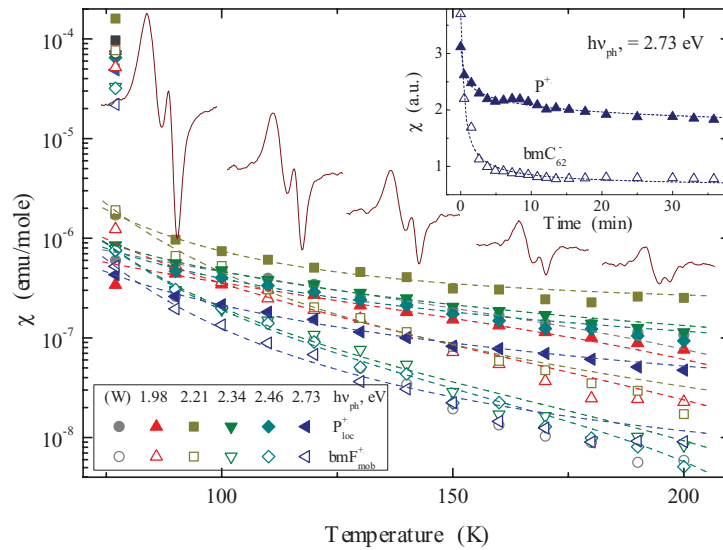 10⁻⁴
10⁻⁵
10⁻⁶
10⁻⁷
10⁻⁸
χ (emu/mole)
100
150
200
Temperature (K)
3
2
1
χ (a.u.)
hν_ph, = 2.73 eV
P⁺
bmC₆₂⁻
0
10
20
30
Time (min)
(W) 1.98 2.21 2.34 2.46 2.73 hν_ph, eV
P⁺_loc
bmF⁺_mob